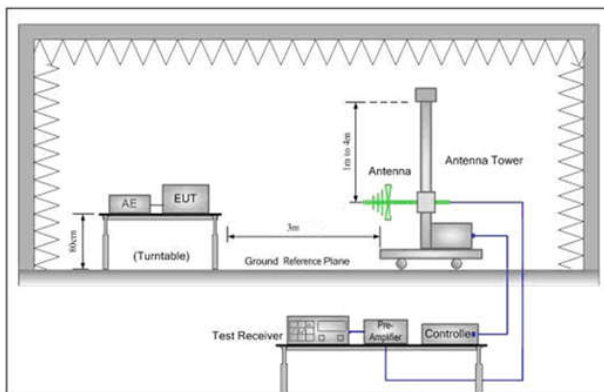 1m to 4m
Antenna
Antenna Tower
AE
EUT
80cm
(Turntable)
3m
Ground Reference Plane
Test Receiver
Pre-
Amplifier
Controller